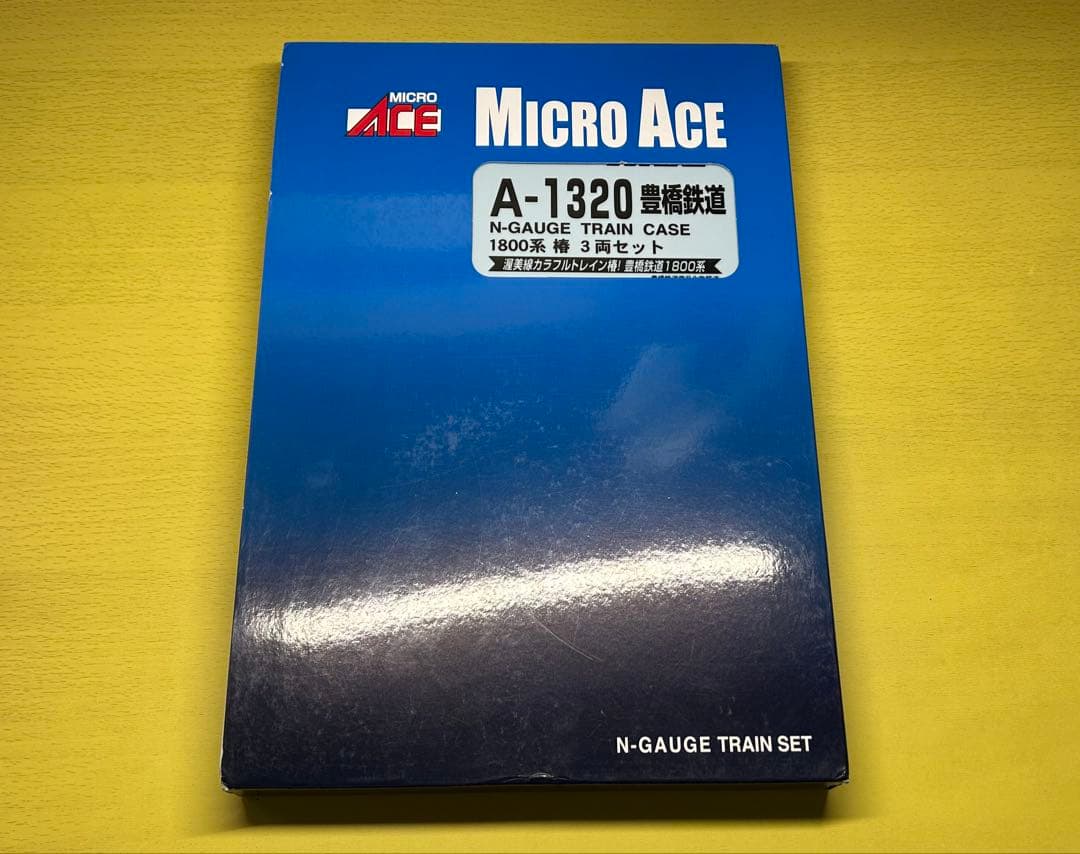 MICRO
ACE
MICRO ACE
A-1320 豊橋鉄道
N-GAUGE TRAIN CASE
1800系 椿 3両セット
渥美線カラフルトレイン椿! 豊橋鉄道1800系
N-GAUGE TRAIN SET